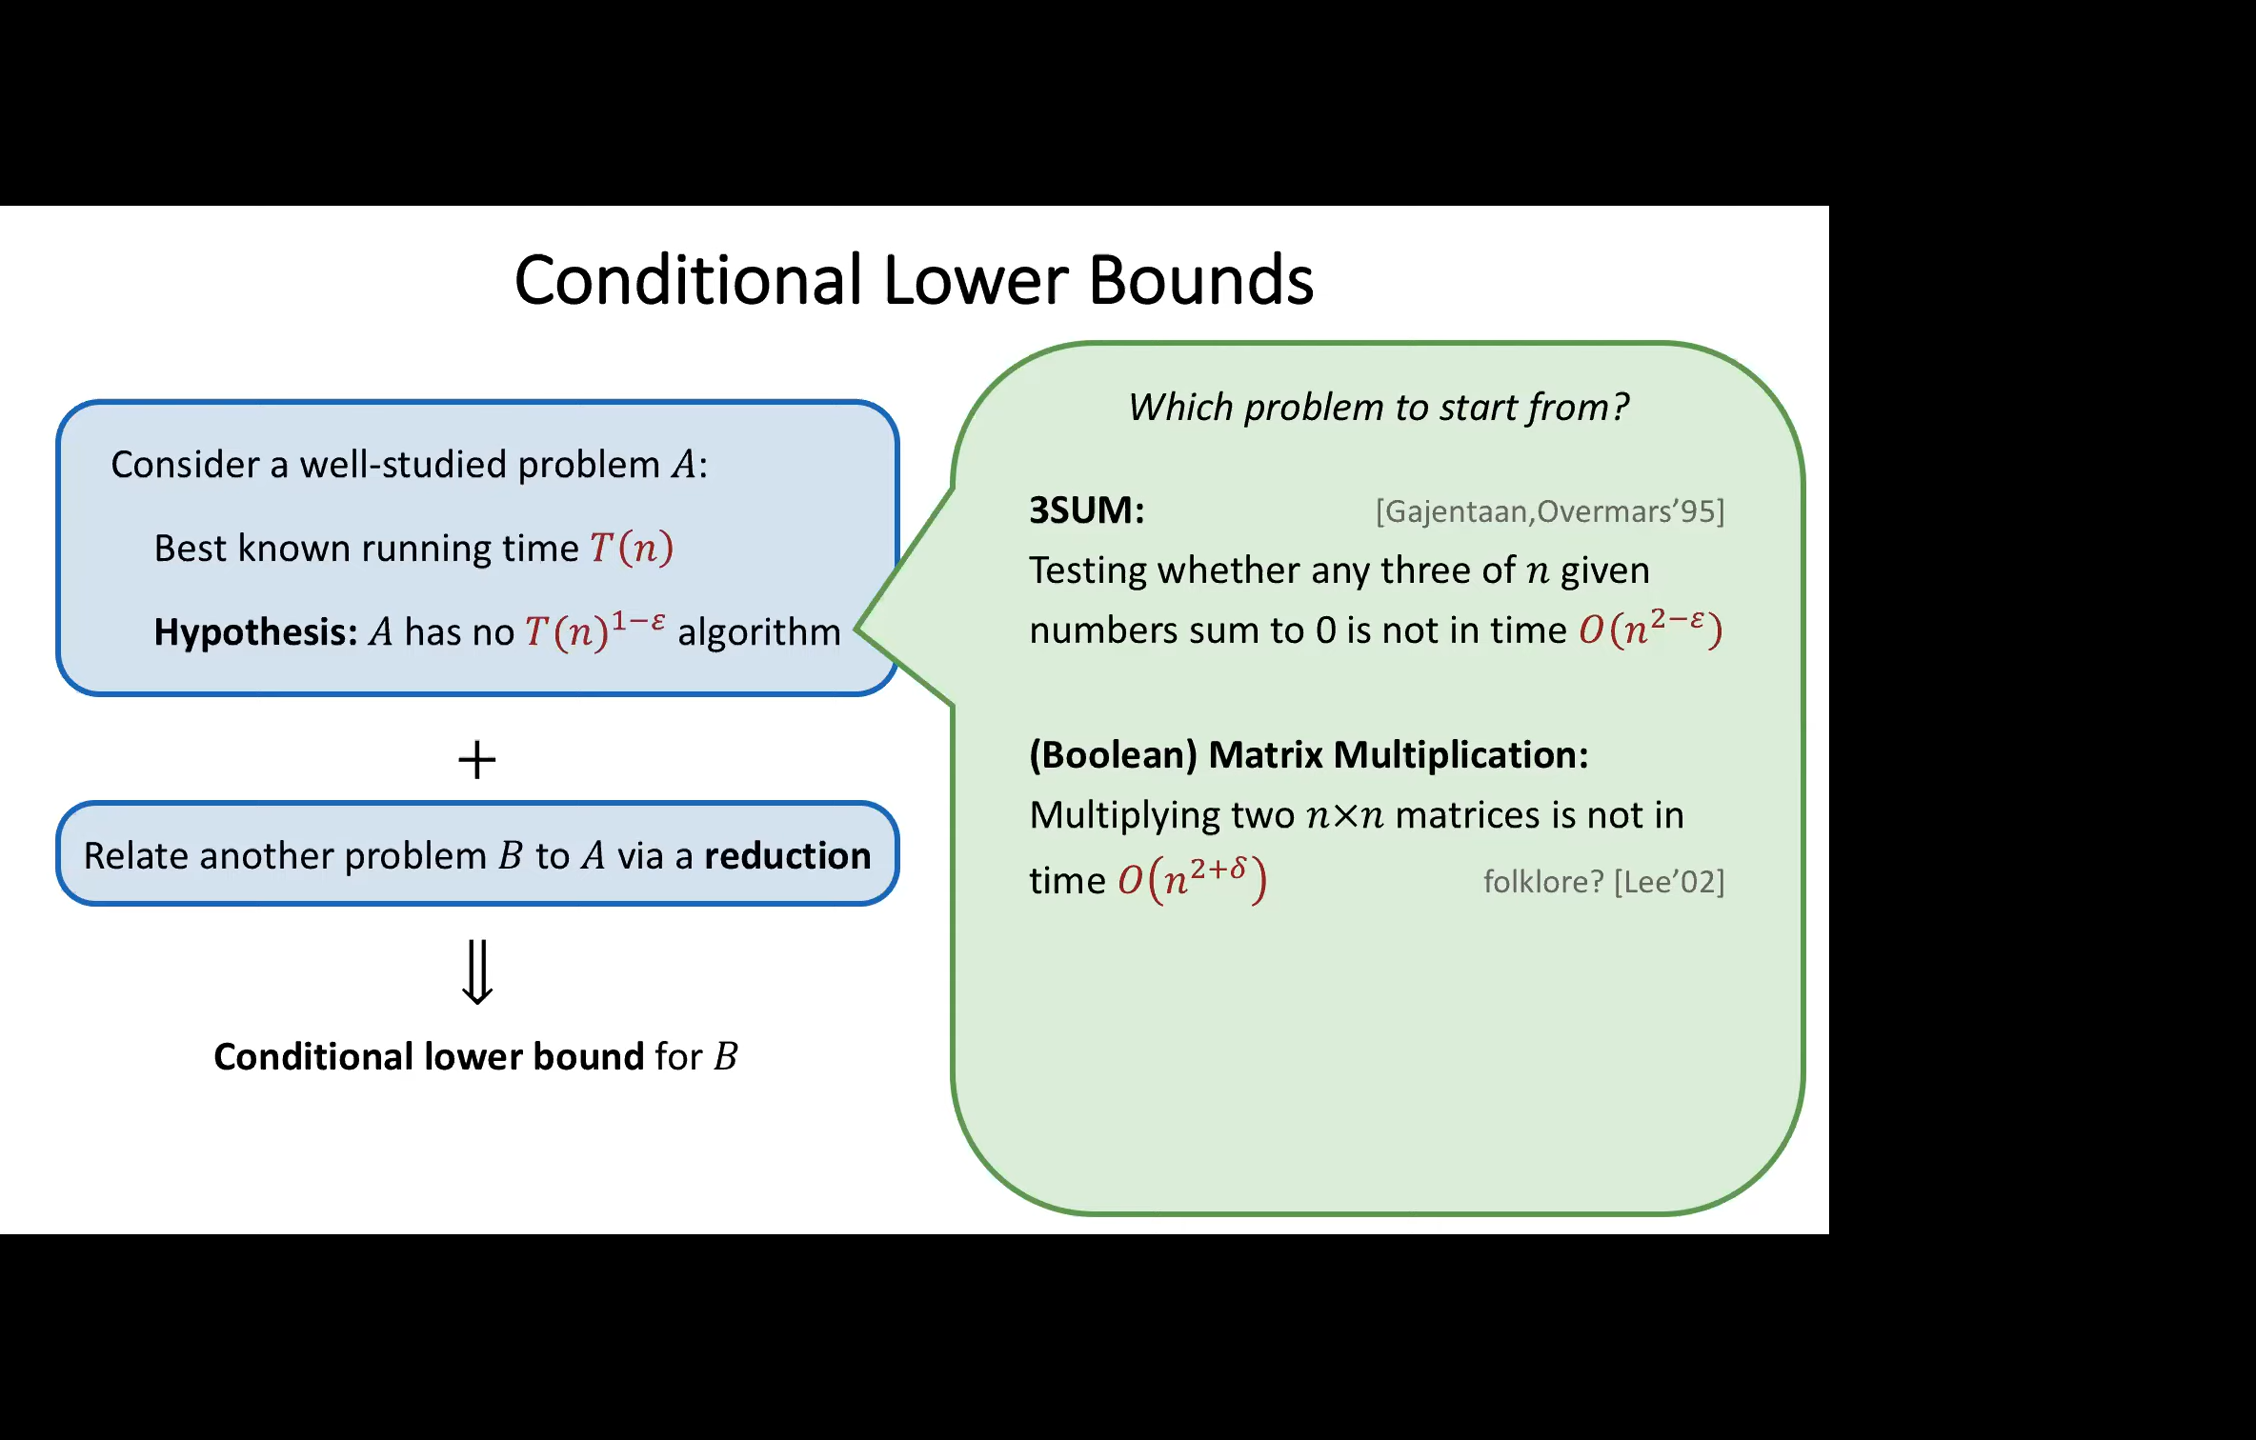 Conditional Lower Bounds
Consider a well-studied problem A:
Best known running time T(n)
Hypothesis: A has no T(n)^{1−ε} algorithm
+
Relate another problem B to A via a reduction
⇓
Conditional lower bound for B
Which problem to start from?
3SUM: [Gajentaan,Overmars’95]
Testing whether any three of n given
numbers sum to 0 is not in time O(n^{2−ε})
(Boolean) Matrix Multiplication:
Multiplying two n×n matrices is not in
time O(n^{2+δ}) folklore? [Lee’02]